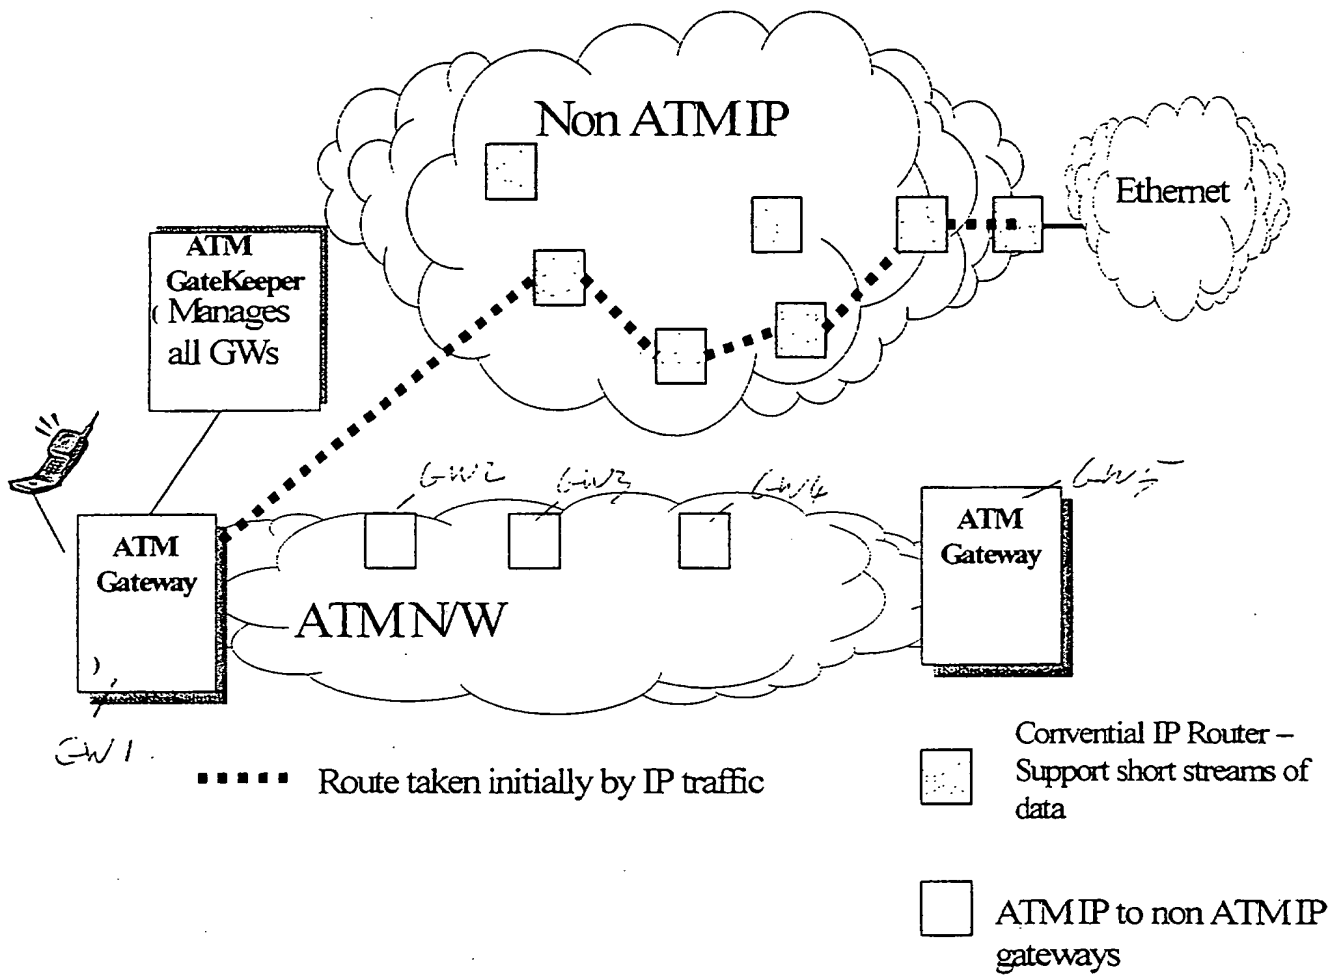 Non ATM IP
Ethernet
ATM
GateKeeper
( Manages
all GWs
GW2
GW3
GW4
GW5
ATM
Gateway
)
ATM
Gateway
ATM N/W
GW1
Route taken initially by IP traffic
Convential IP Router –
Support short streams of
data
ATM IP to non ATM IP
gateways